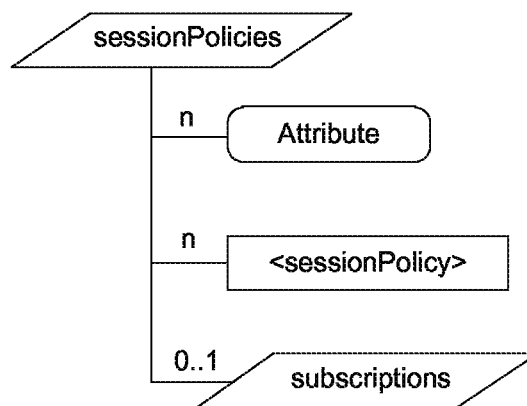 sessionPolicies
n
Attribute
n
<sessionPolicy>
0..1
subscriptions